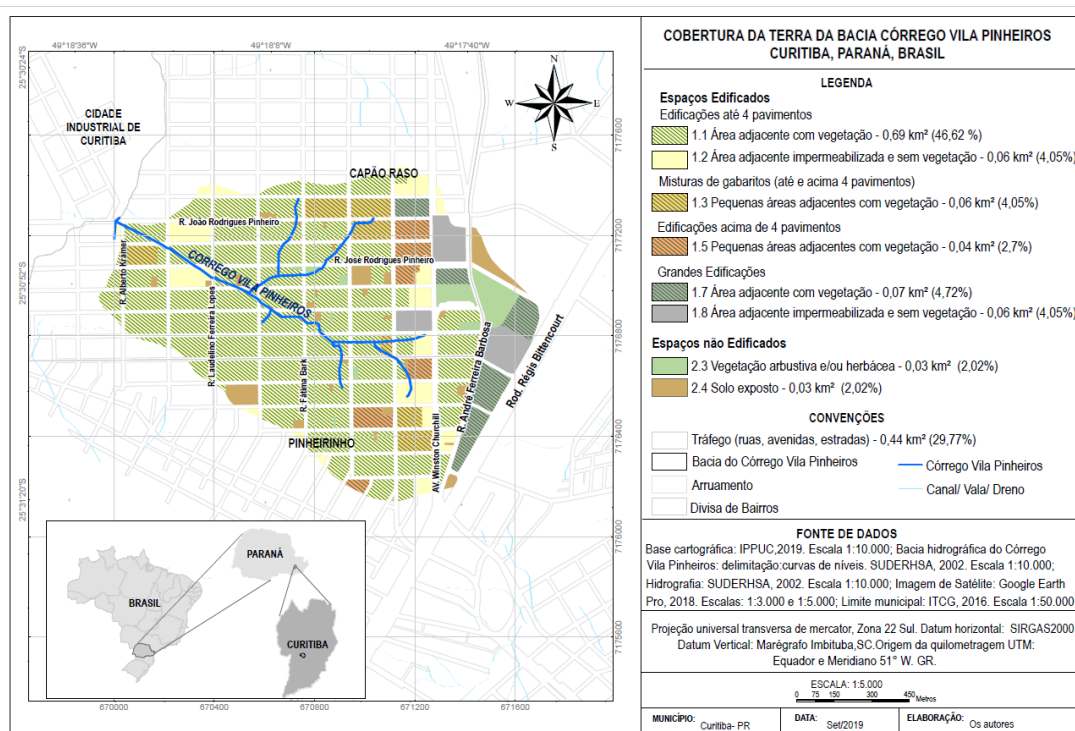 49°18'36"W
49°18'8"W
49°17'40"W
25°30'24"S
25°30'52"S
25°31'20"S
7177600
7177200
7176800
7176400
7176000
7175600
670000
670400
670800
671200
671600
N
W
E
S
CIDADE
INDUSTRIAL DE
CURITIBA
CAPÃO RASO
R. João Rodrigues Pinheiro
R. José Rodrigues Pinheiro
CÓRREGO VILA PINHEIROS
R. Alberto Krämer
R. Laudelino Ferreira Lopes
R. Fátima Bark
R. André Ferreira Barbosa
Rod. Régis Bittencourt
AV. Winston Churchill
PINHEIRINHO
BRASIL
PARANÁ
CURITIBA
COBERTURA DA TERRA DA BACIA CÓRREGO VILA PINHEIROS
CURITIBA, PARANÁ, BRASIL
LEGENDA
Espaços Edificados
Edificações até 4 pavimentos
1.1 Área adjacente com vegetação - 0,69 km² (46,62 %)
1.2 Área adjacente impermeabilizada e sem vegetação - 0,06 km² (4,05%)
Misturas de gabaritos (até e acima 4 pavimentos)
1.3 Pequenas áreas adjacentes com vegetação - 0,06 km² (4,05%)
Edificações acima de 4 pavimentos
1.5 Pequenas áreas adjacentes com vegetação - 0,04 km² (2,7%)
Grandes Edificações
1.7 Área adjacente com vegetação - 0,07 km² (4,72%)
1.8 Área adjacente impermeabilizada e sem vegetação - 0,06 km² (4,05%)
Espaços não Edificados
2.3 Vegetação arbustiva e/ou herbácea - 0,03 km² (2,02%)
2.4 Solo exposto - 0,03 km² (2,02%)
CONVENÇÕES
Tráfego (ruas, avenidas, estradas) - 0,44 km² (29,77%)
Bacia do Córrego Vila Pinheiros
Córrego Vila Pinheiros
Arruamento
Canal/ Vala/ Dreno
Divisa de Bairros
FONTE DE DADOS
Base cartográfica: IPPUC,2019. Escala 1:10.000; Bacia hidrográfica do Córrego
Vila Pinheiros: delimitação:curvas de níveis. SUDERHSA, 2002. Escala 1:10.000;
Hidrografia: SUDERHSA, 2002. Escala 1:10.000; Imagem de Satélite: Google Earth
Pro, 2018. Escalas: 1:3.000 e 1:5.000; Limite municipal: ITCG, 2016. Escala 1:50.000
Projeção universal transversa de mercator, Zona 22 Sul. Datum horizontal: SIRGAS2000
Datum Vertical: Marégrafo Imbituba,SC.Origem da quilometragem UTM:
Equador e Meridiano 51° W. GR.
ESCALA: 1:5.000
0 75 150 300 450 Metros
MUNICÍPIO: Curitiba- PR
DATA: Set/2019
ELABORAÇÃO: Os autores